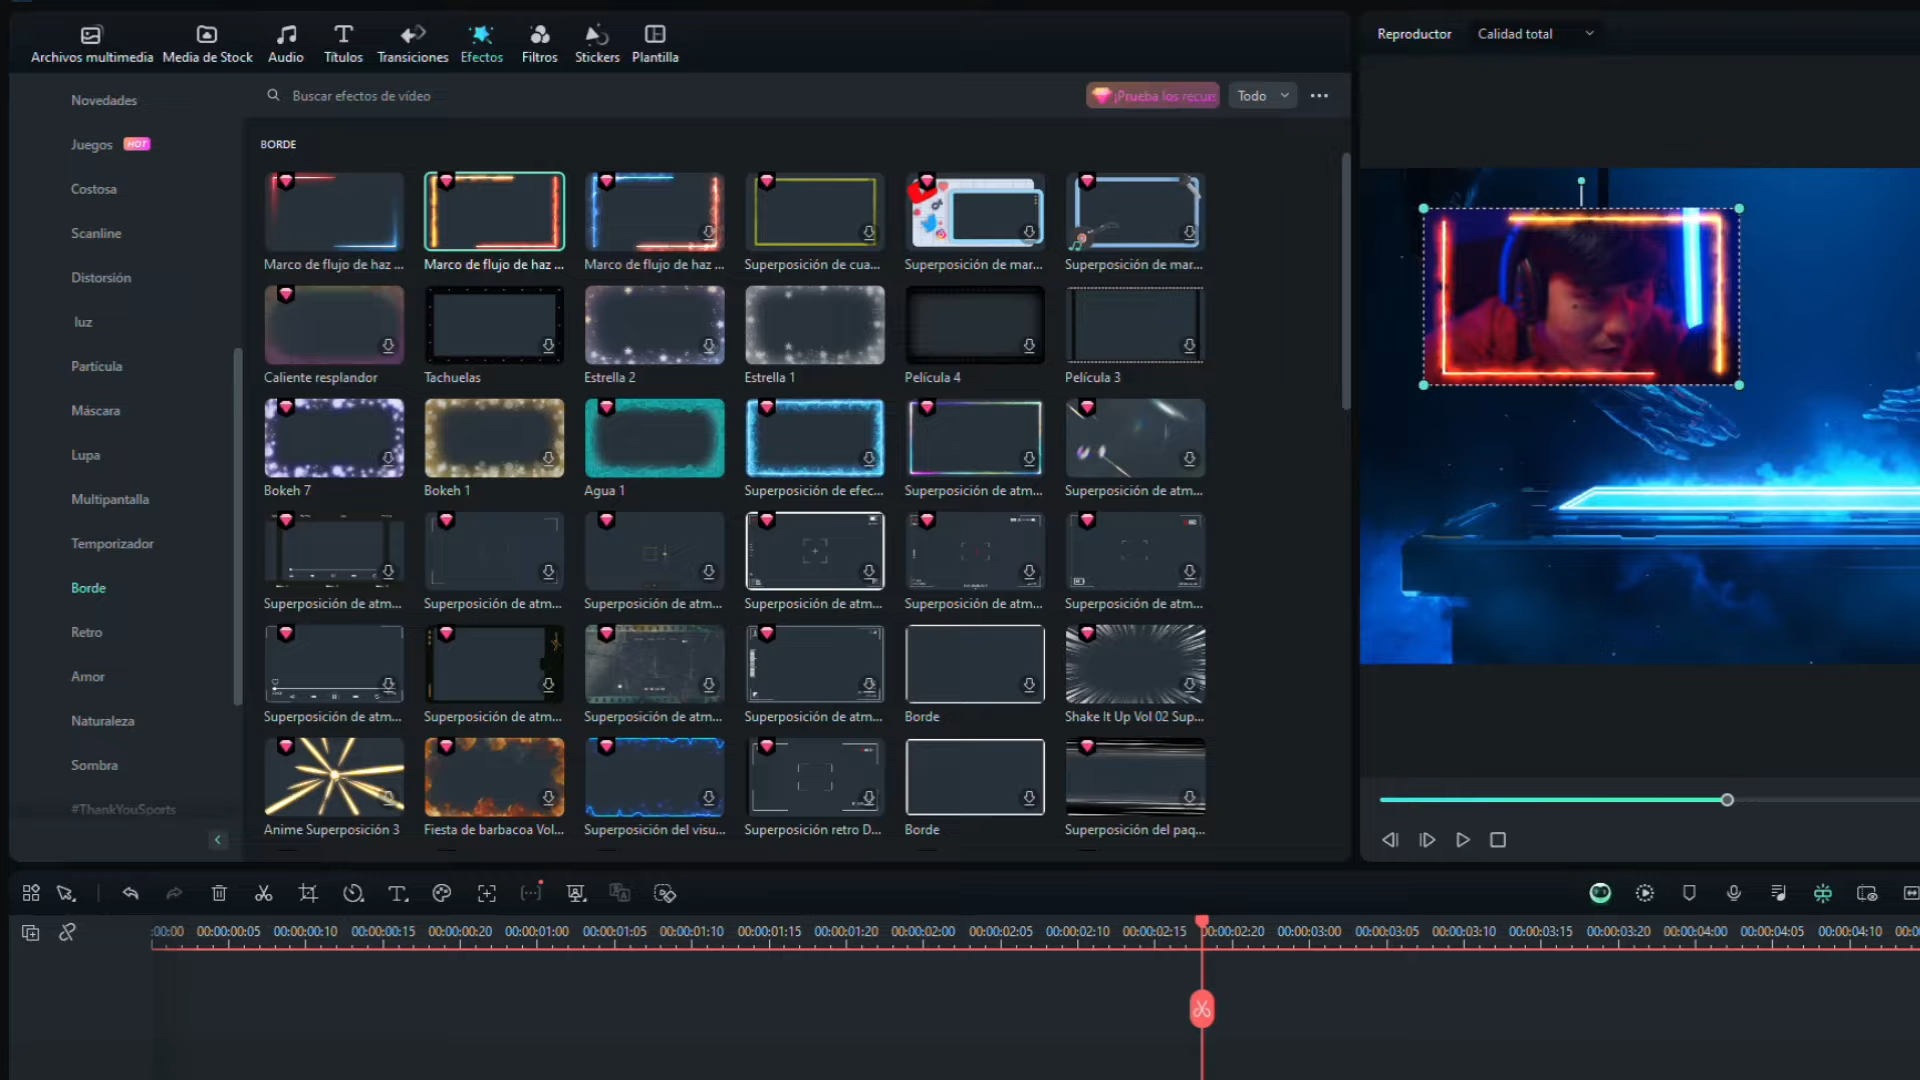 Archivos multimedia
Media de Stock
Audio
Títulos
Transiciones
Efectos
Filtros
Stickers
Plantilla
Reproductor
Calidad total
Novedades
Juegos HOT
Costosa
Scanline
Distorsión
luz
Partícula
Máscara
Lupa
Multipantalla
Temporizador
Borde
Retro
Amor
Naturaleza
Sombra
#ThankYouSports
Buscar efectos de vídeo
¡Prueba los recurs
Todo
BORDE
Marco de flujo de haz ...
Marco de flujo de haz ...
Marco de flujo de haz ...
Superposición de cua...
Superposición de mar...
Superposición de mar...
Caliente resplandor
Tachuelas
Estrella 2
Estrella 1
Película 4
Película 3
Bokeh 7
Bokeh 1
Agua 1
Superposición de efec...
Superposición de atm...
Superposición de atm...
Superposición de atm...
Superposición de atm...
Superposición de atm...
Superposición de atm...
Superposición de atm...
Superposición de atm...
Superposición de atm...
Superposición de atm...
Superposición de atm...
Superposición de atm...
Borde
Shake It Up Vol 02 Sup...
Anime Superposición 3
Fiesta de barbacoa Vol...
Superposición del visu...
Superposición retro D...
Borde
Superposición del paq...
:00:00 00:00:00:05 00:00:00:10 00:00:00:15 00:00:00:20 00:00:01:00 00:00:01:05 00:00:01:10 00:00:01:15 00:00:01:20 00:00:02:00 00:00:02:05 00:00:02:10 00:00:02:15 00:00:02:20 00:00:03:00 00:00:03:05 00:00:03:10 00:00:03:15 00:00:03:20 00:00:04:00 00:00:04:05 00:00:04:10 00:00